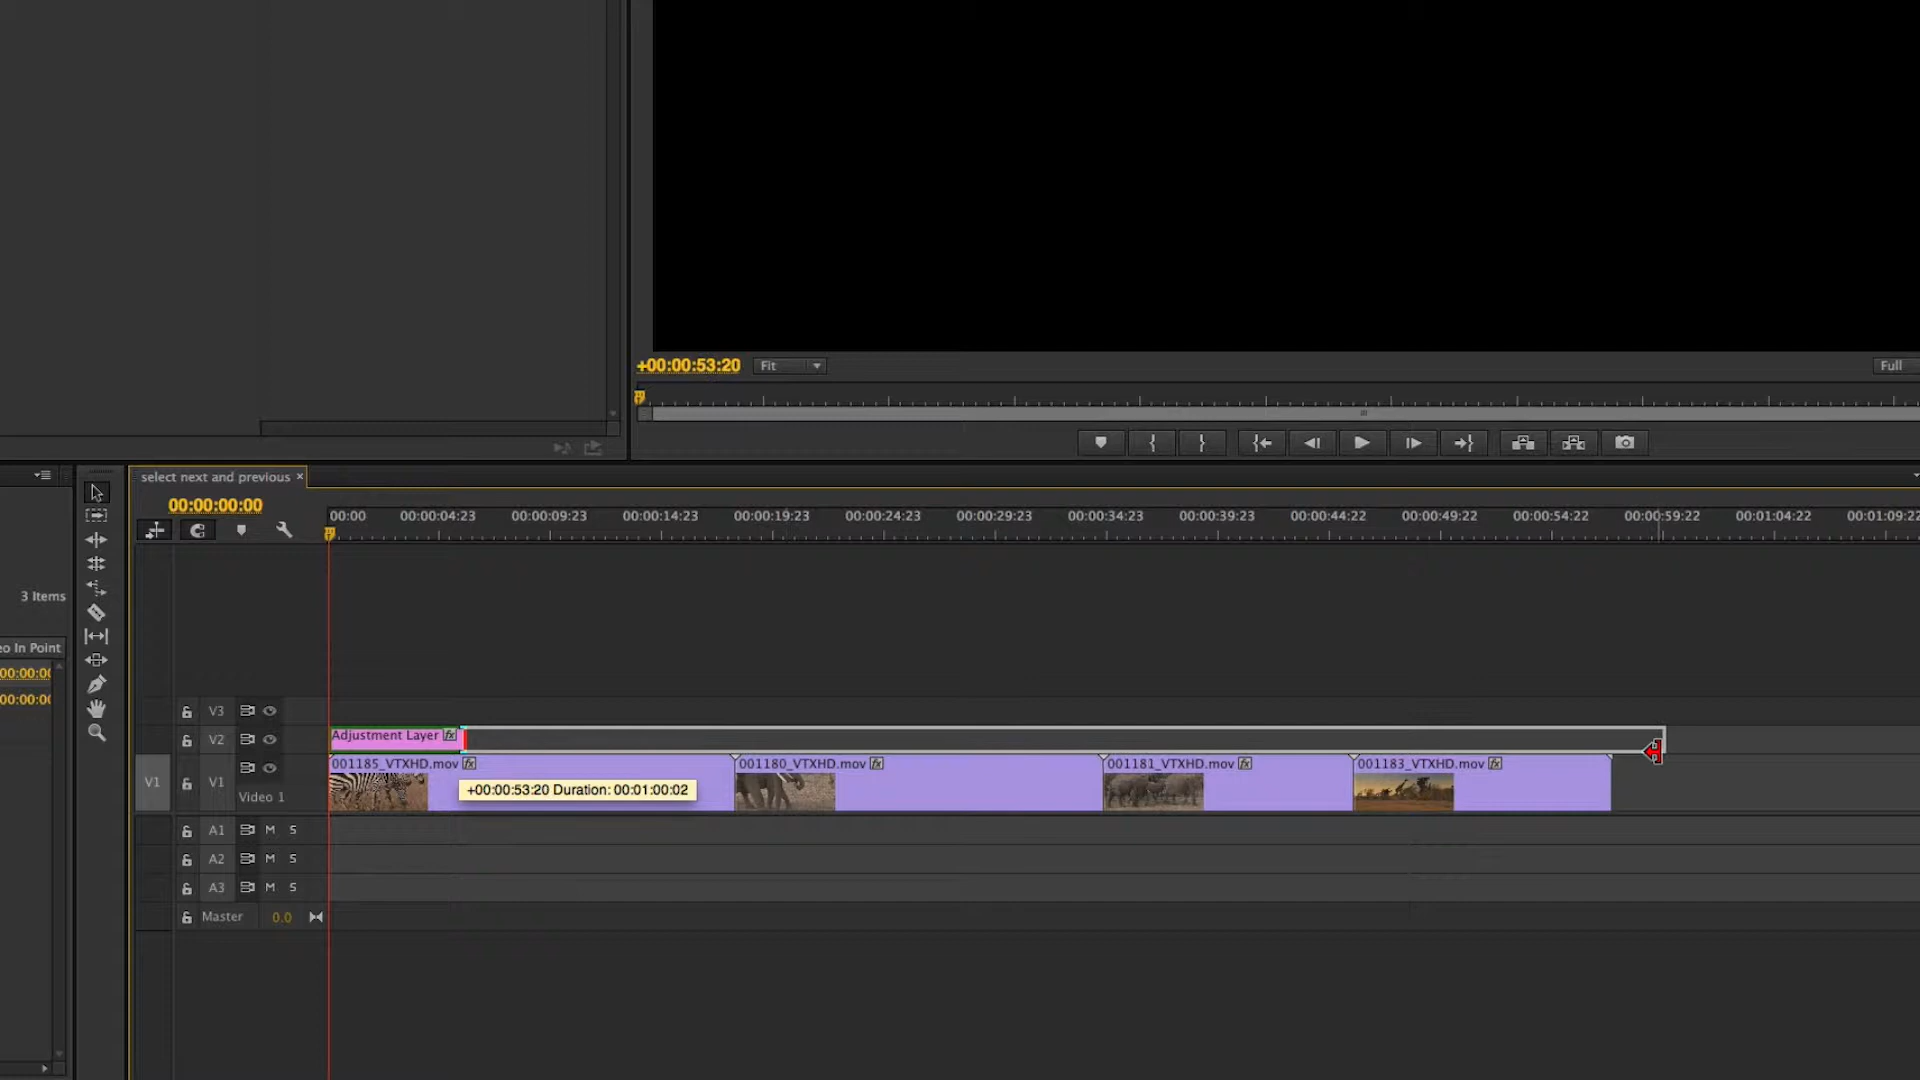 +00:00:53:20 Fit Full
select next and previous ×
00:00:00:00
00:00 00:00:04:23 00:00:09:23 00:00:14:23 00:00:19:23 00:00:24:23 00:00:29:23 00:00:34:23 00:00:39:23 00:00:44:22 00:00:49:22 00:00:54:22 00:00:59:22 00:01:04:22 00:01:09:22
3 Items
eo In Point
00:00:00
00:00:00
V3
V2 Adjustment Layer fx
V1 V1 001185_VTXHD.mov fx 001180_VTXHD.mov fx 001181_VTXHD.mov fx 001183_VTXHD.mov fx
Video 1
+00:00:53:20 Duration: 00:01:00:02
A1 M S
A2 M S
A3 M S
Master 0.0